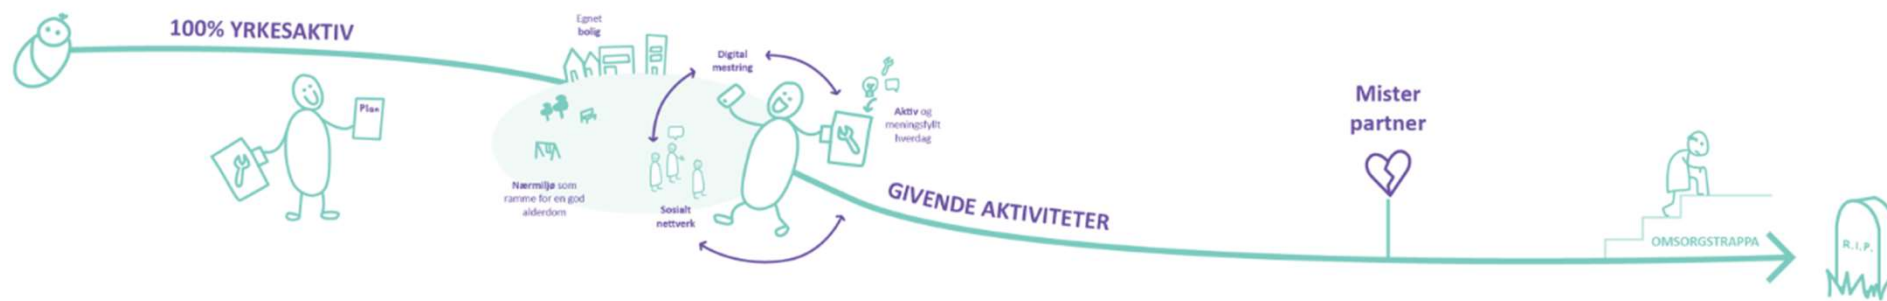 100% YRKESAKTIV
Plan
Egnet
bolig
Digital
mestring
Aktiv og
meningsfyllt
hverdag
Nærmiljø som
ramme for en god
alderdom
Sosialt
nettverk
GIVENDE AKTIVITETER
Mister
partner
OMSORGSTRAPPA
R.I.P.